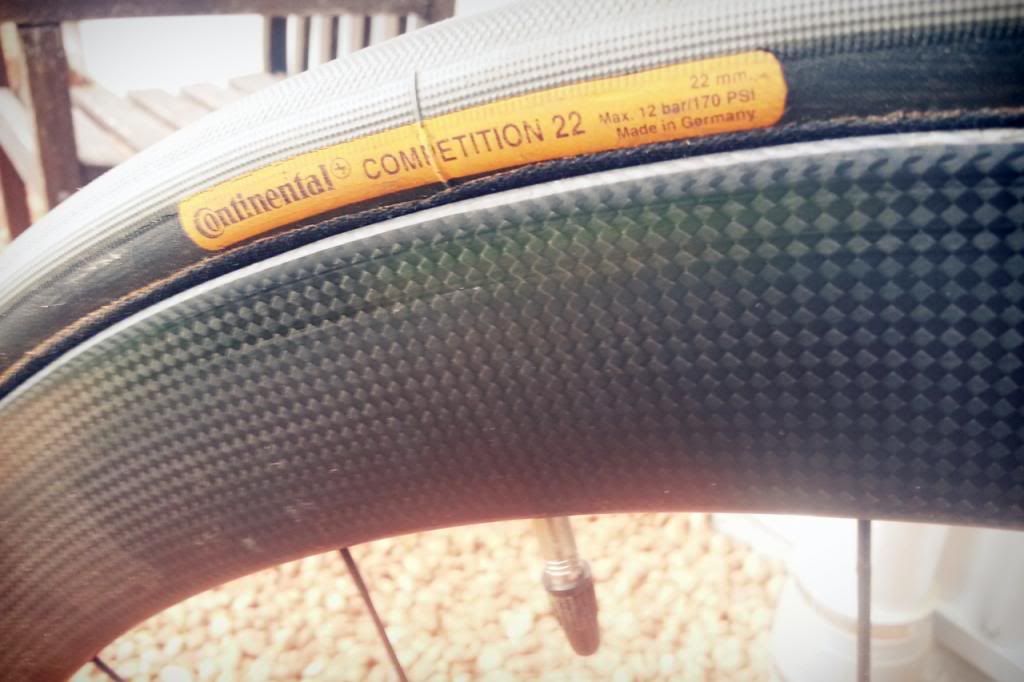 Continental COMPETITION 22
22 mm
Max. 12 bar/170 PSI
Made in Germany